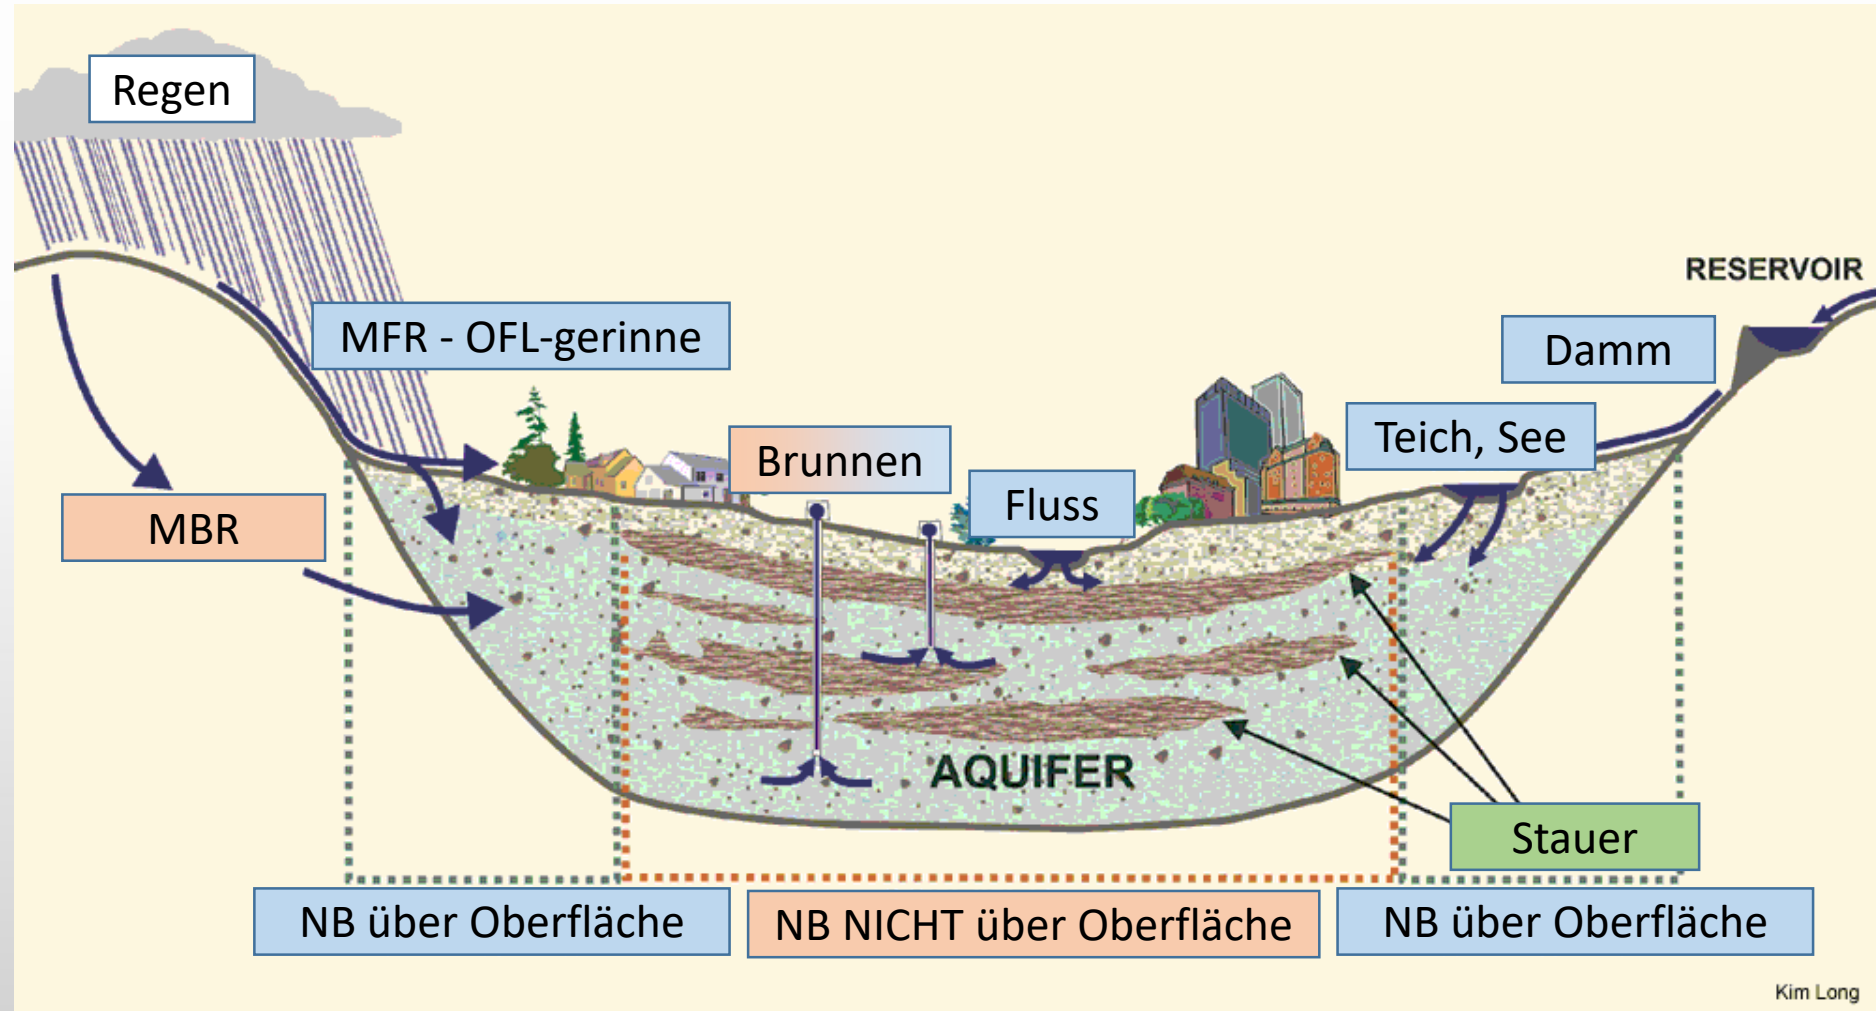 Regen
RESERVOIR
MFR - OFL-gerinne
Damm
Teich, See
Brunnen
Fluss
MBR
AQUIFER
Stauer
NB über Oberfläche
NB NICHT über Oberfläche
NB über Oberfläche
Kim Long